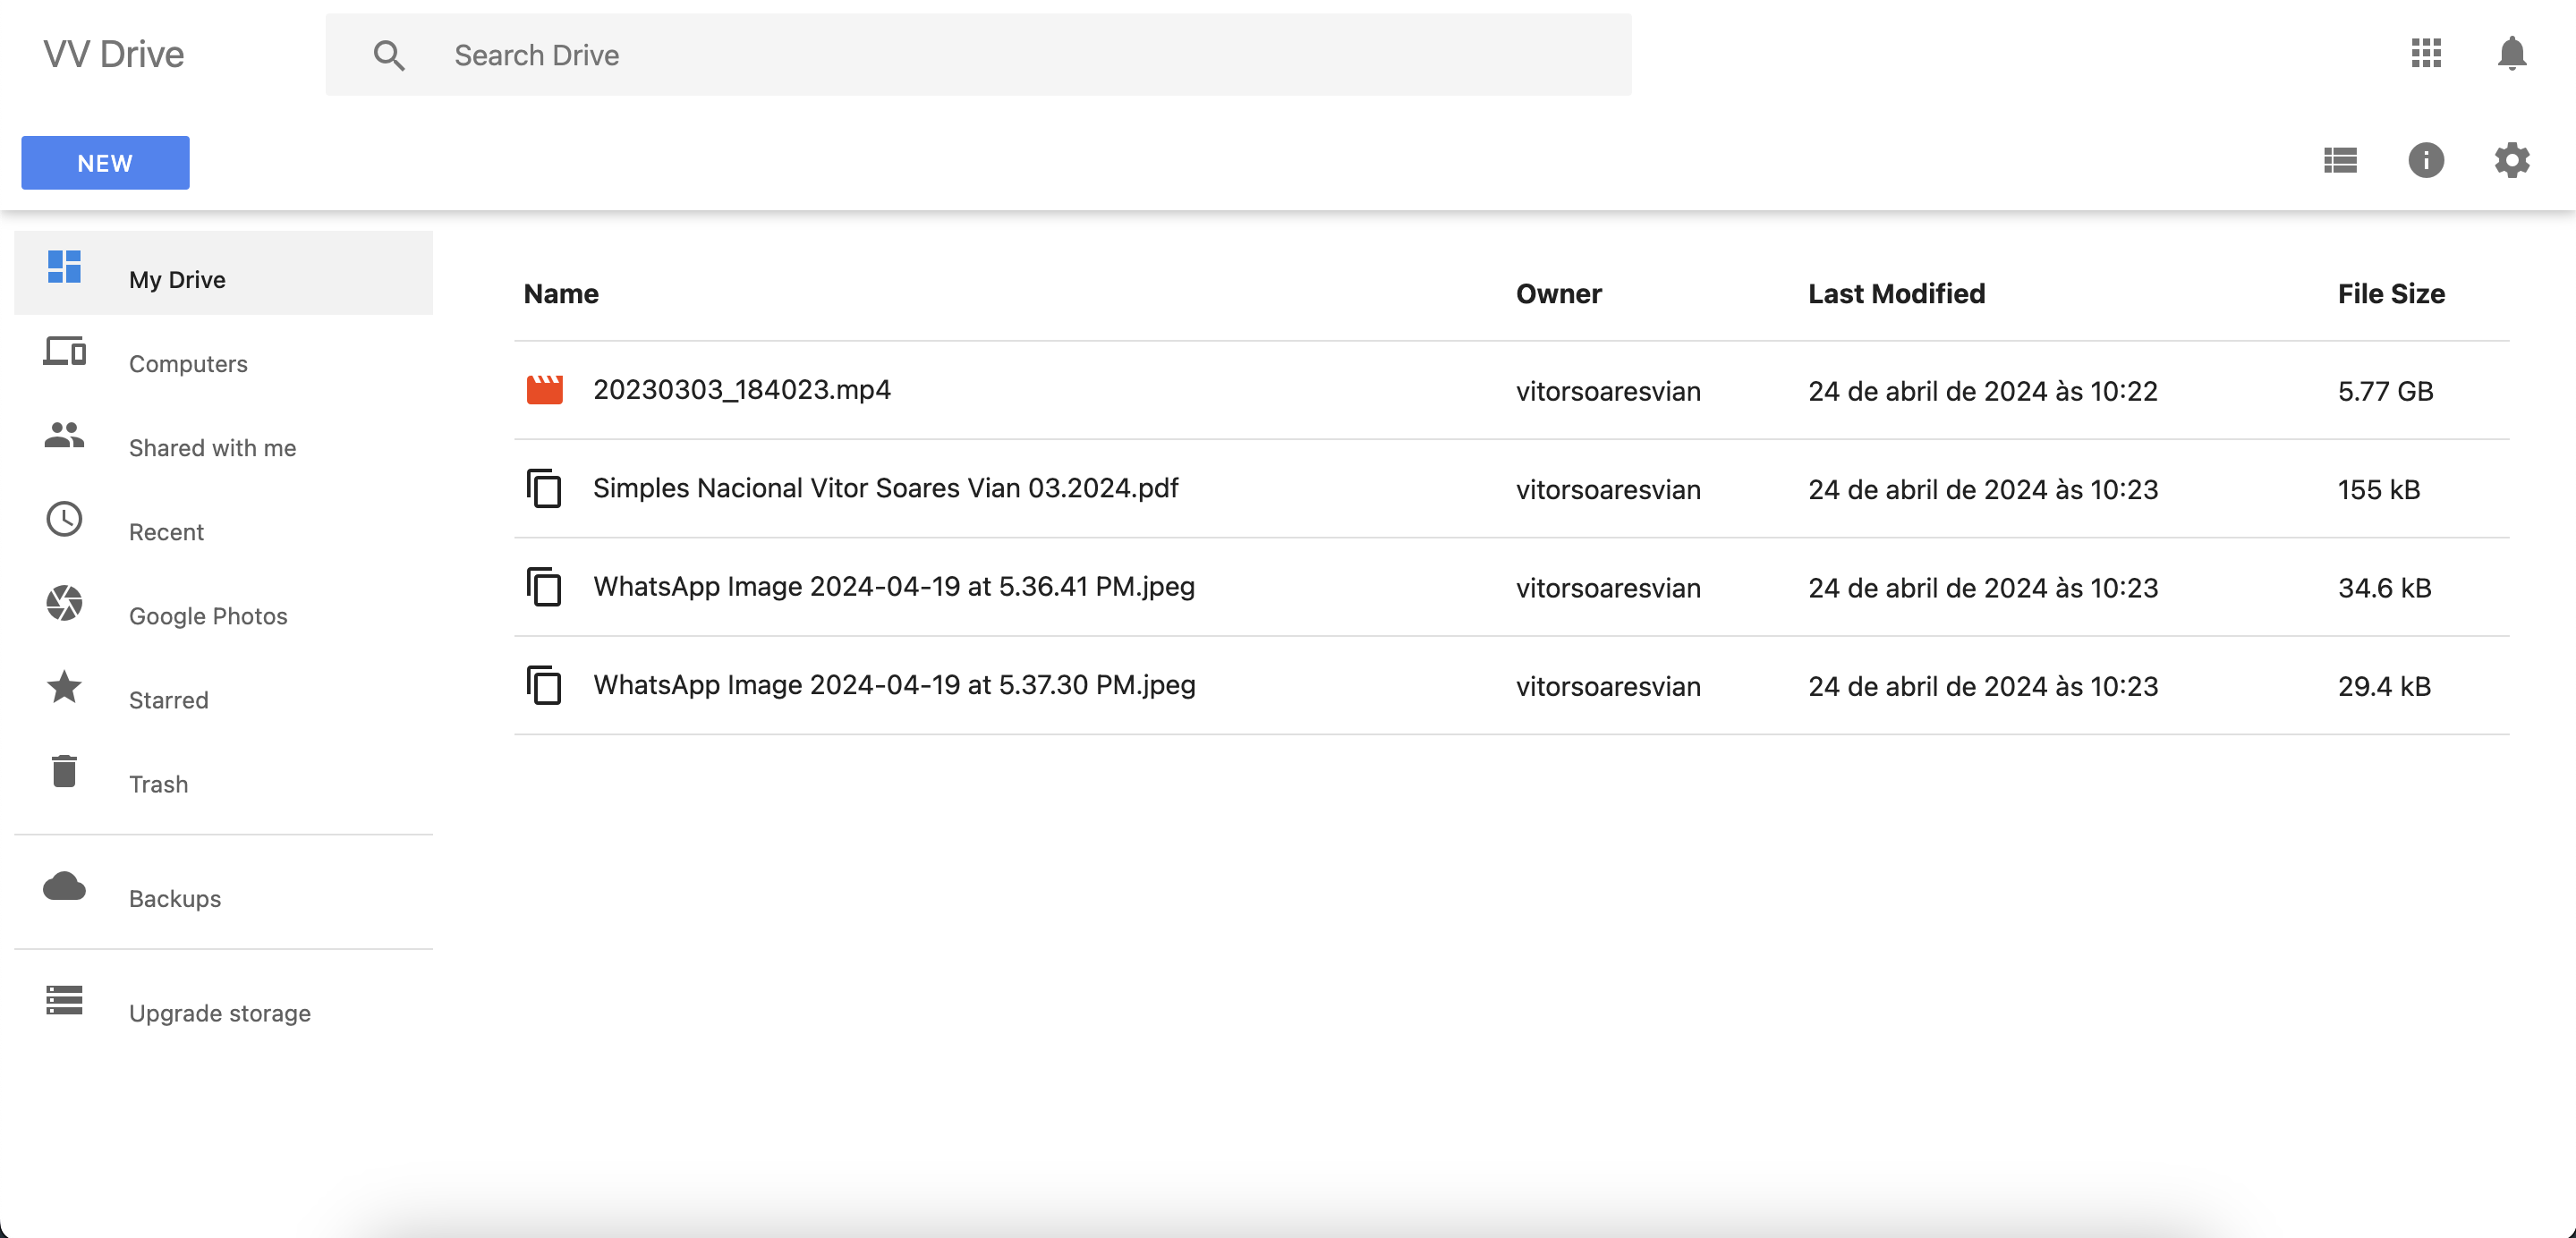 VV Drive
Search Drive
NEW
My Drive
Computers
Shared with me
Recent
Google Photos
Starred
Trash
Backups
Upgrade storage
Name Owner Last Modified File Size
20230303_184023.mp4 vitorsoaresvian 24 de abril de 2024 às 10:22 5.77 GB
Simples Nacional Vitor Soares Vian 03.2024.pdf vitorsoaresvian 24 de abril de 2024 às 10:23 155 kB
WhatsApp Image 2024-04-19 at 5.36.41 PM.jpeg vitorsoaresvian 24 de abril de 2024 às 10:23 34.6 kB
WhatsApp Image 2024-04-19 at 5.37.30 PM.jpeg vitorsoaresvian 24 de abril de 2024 às 10:23 29.4 kB